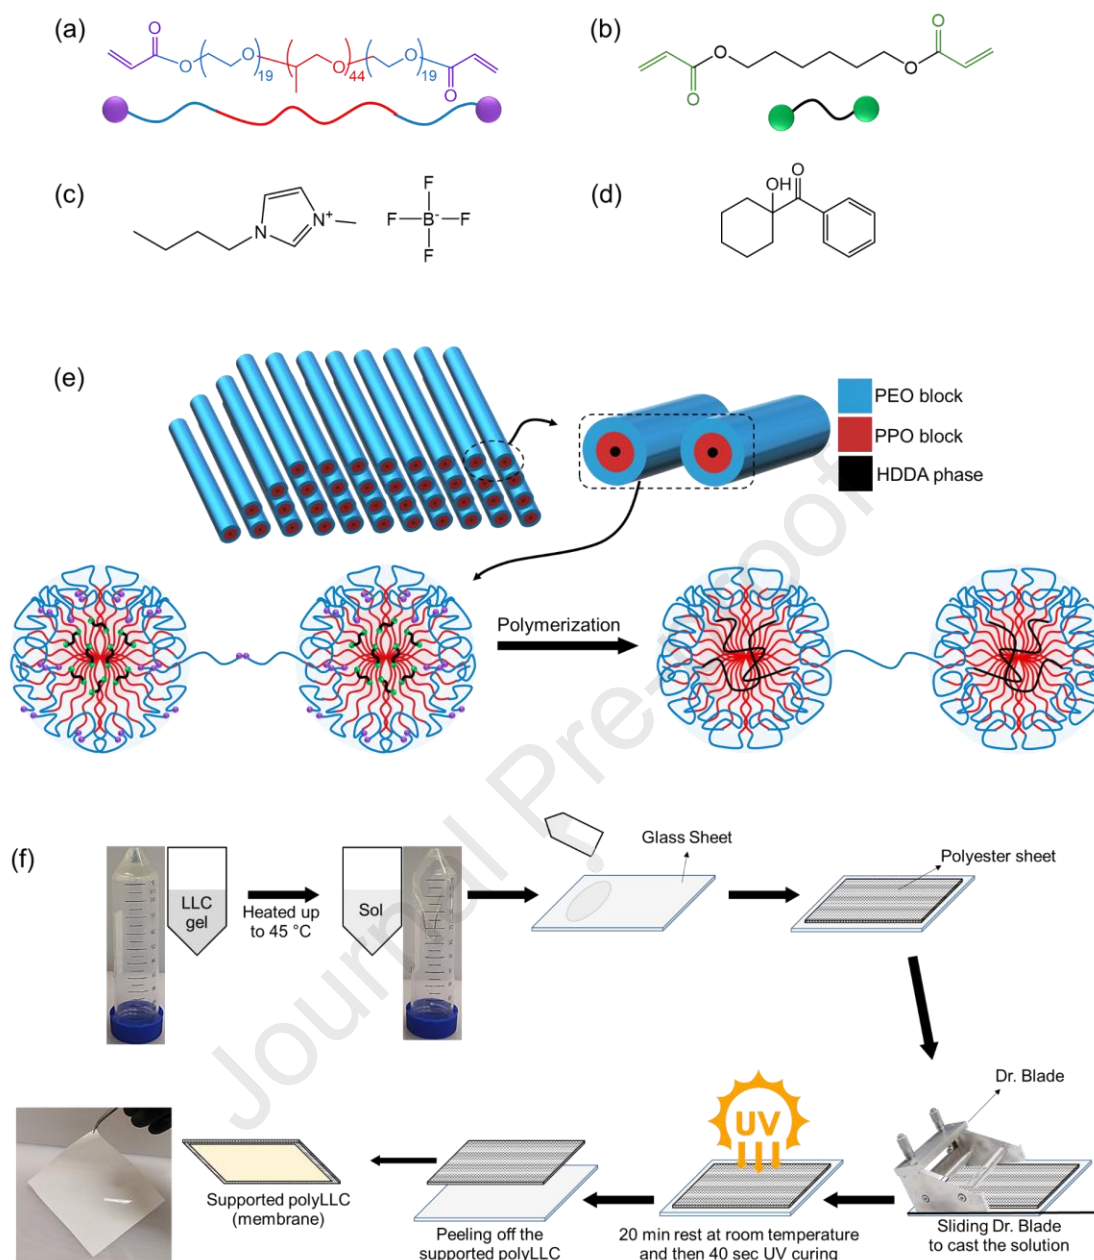 (a)
O
O
O
O
O
O
19
44
19
(b)
O
O
O
O
(c)
N
N+
F
F
B-
F
F
(d)
OH
O
(e)
PEO block
PPO block
HDDA phase
Polymerization
Journal Pre-proof
(f)
LLC
gel
Heated up
to 45 °C
Sol
Glass Sheet
Polyester sheet
Dr. Blade
Sliding Dr. Blade
to cast the solution
UV
20 min rest at room temperature
and then 40 sec UV curing
Peeling off the
supported polyLLC
Supported polyLLC
(membrane)